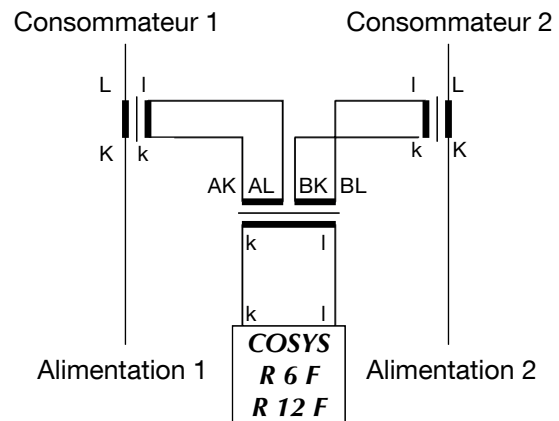 Consommateur 1 Consommateur 2
L l l L
K k k K
AK AL BK BL
k l
k l
COSYS
Alimentation 1 R 6 F Alimentation 2
R 12 F